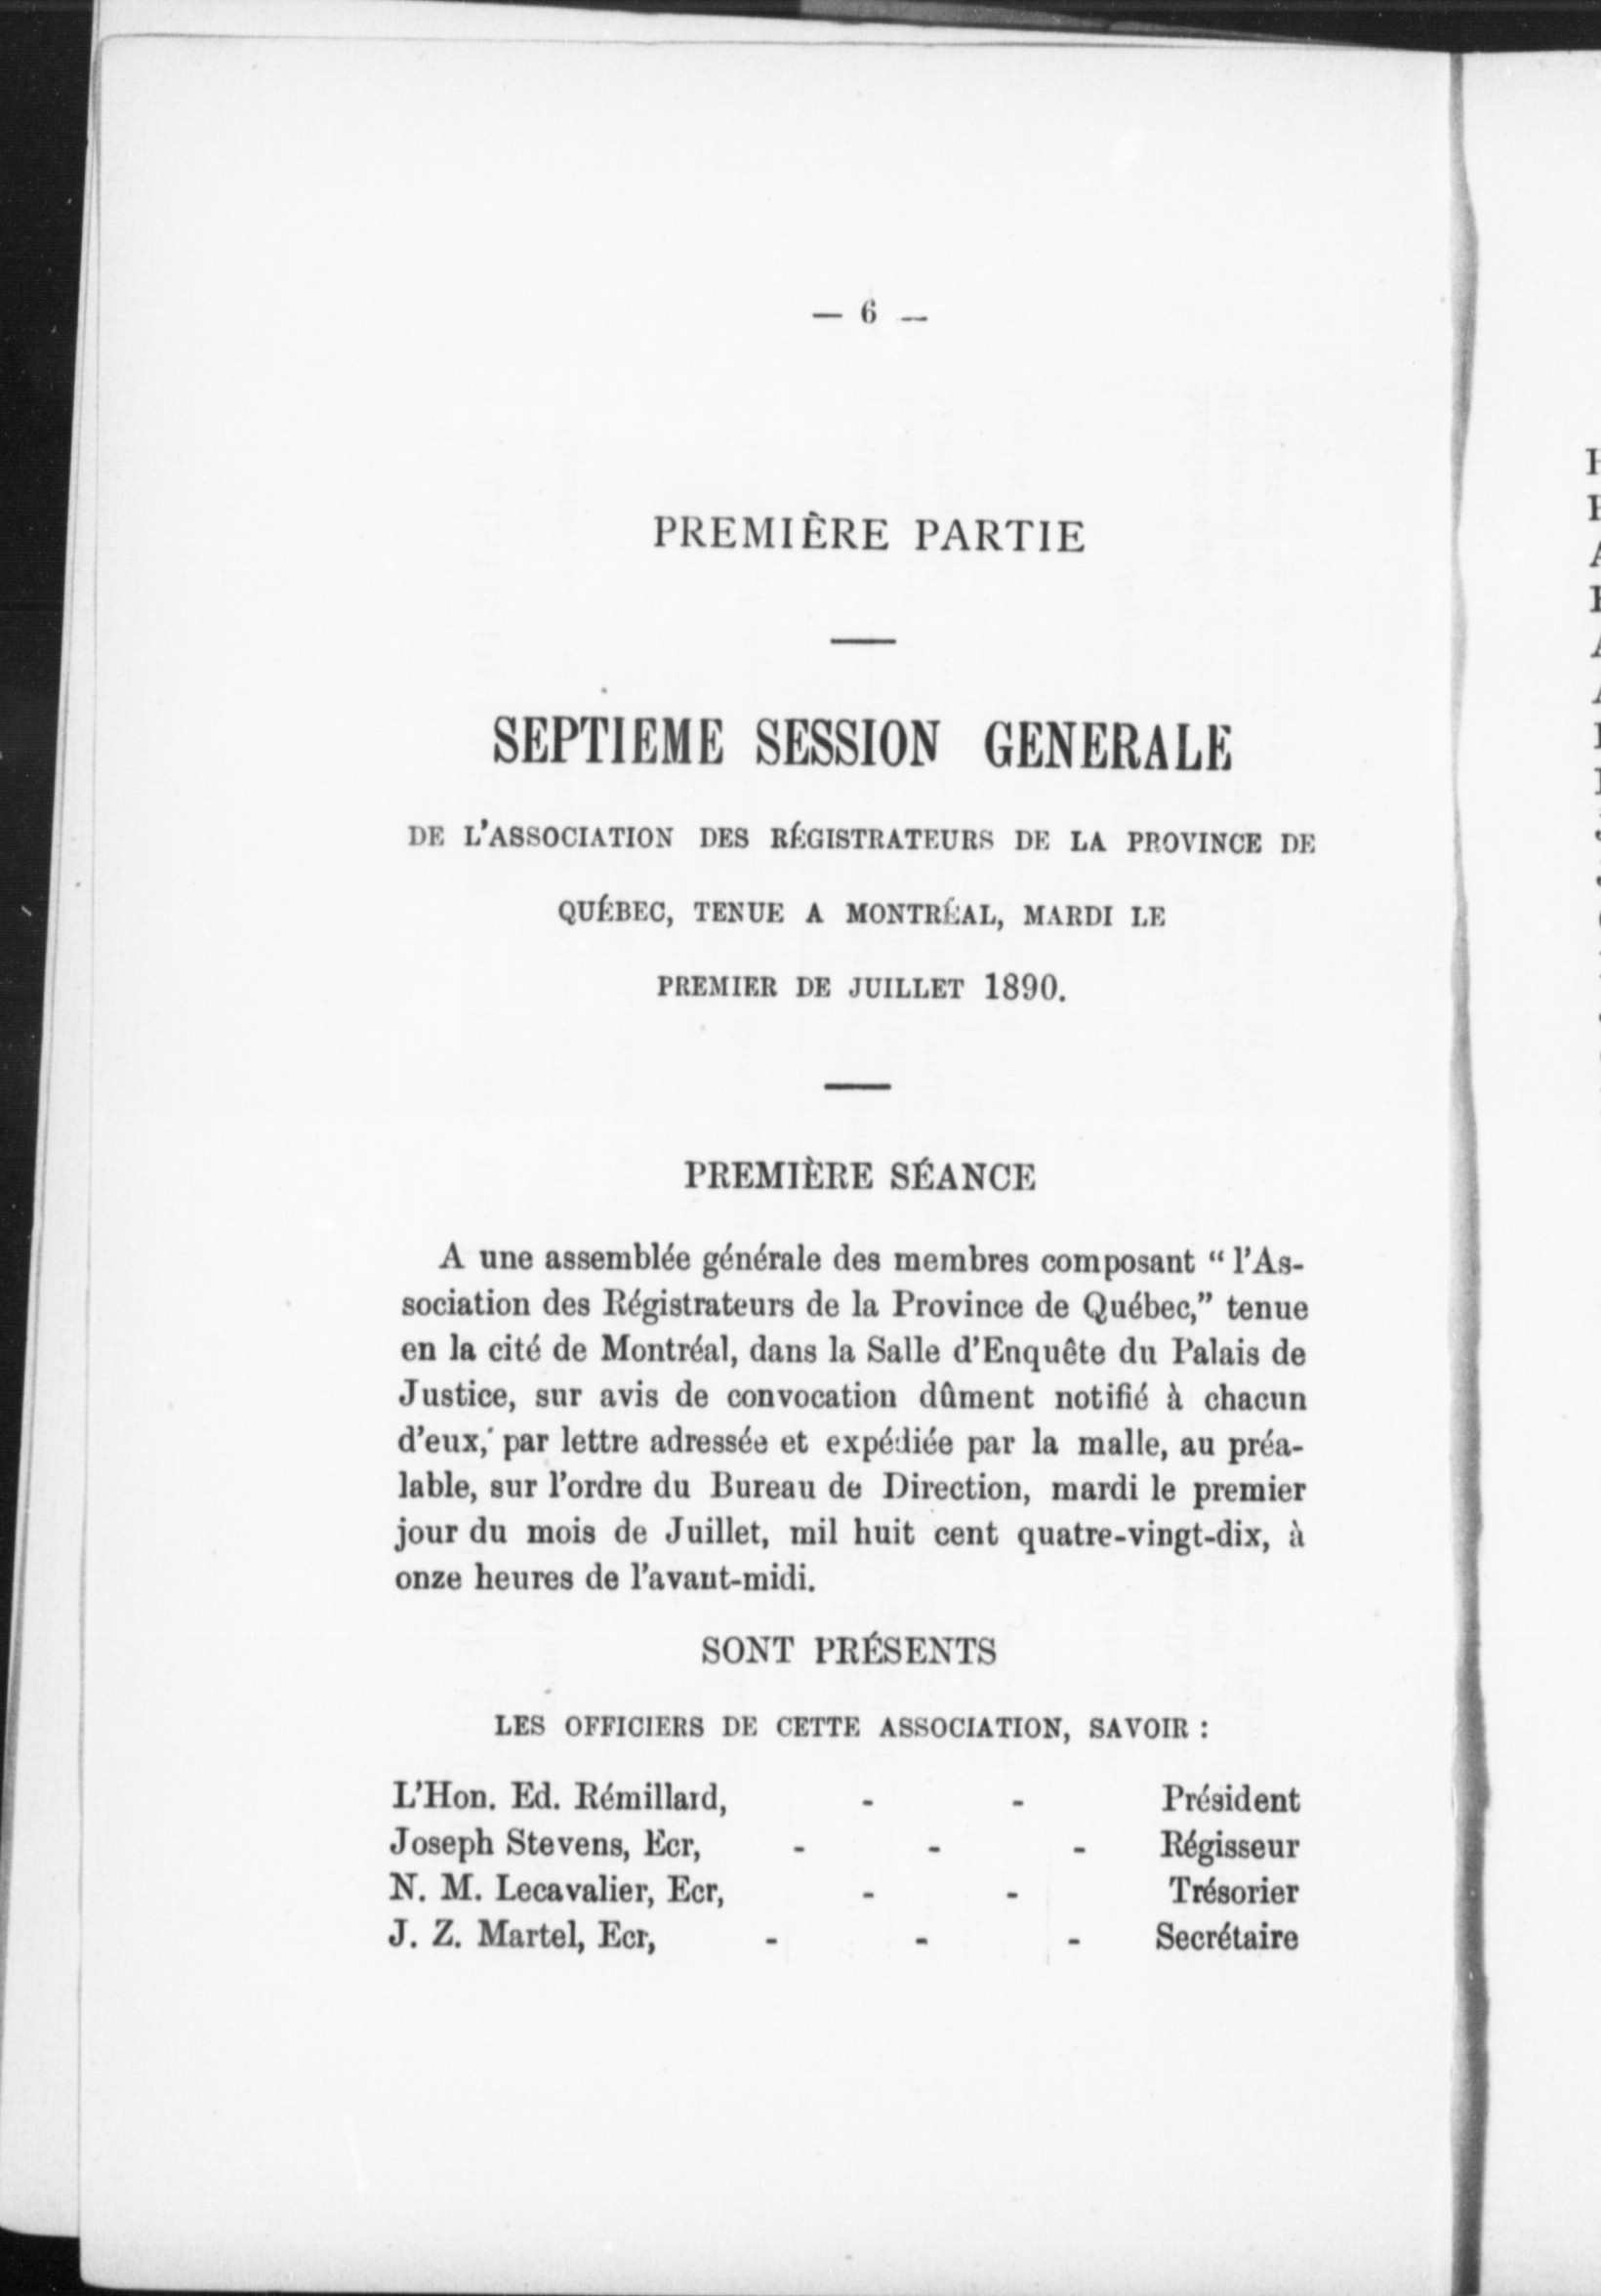 — 6 —
PREMIÈRE PARTIE
SEPTIEME SESSION GENERALE
DE L'ASSOCIATION DES RÉGISTRATEURS DE LA PROVINCE DE
QUÉBEC, TENUE A MONTRÉAL, MARDI LE
PREMIER DE JUILLET 1890.
PREMIÈRE SÉANCE
A une assemblée générale des membres composant “ l'As-
sociation des Régistrateurs de la Province de Québec,” tenue
en la cité de Montréal, dans la Salle d'Enquête du Palais de
Justice, sur avis de convocation dûment notifié à chacun
d'eux, par lettre adressée et expédiée par la malle, au préa-
lable, sur l'ordre du Bureau de Direction, mardi le premier
jour du mois de Juillet, mil huit cent quatre-vingt-dix, à
onze heures de l'avant-midi.
SONT PRÉSENTS
LES OFFICIERS DE CETTE ASSOCIATION, SAVOIR :
L'Hon. Ed. Rémillard, - - Président
Joseph Stevens, Ecr, - - - Régisseur
N. M. Lecavalier, Ecr, - - Trésorier
J. Z. Martel, Ecr, - - - Secrétaire